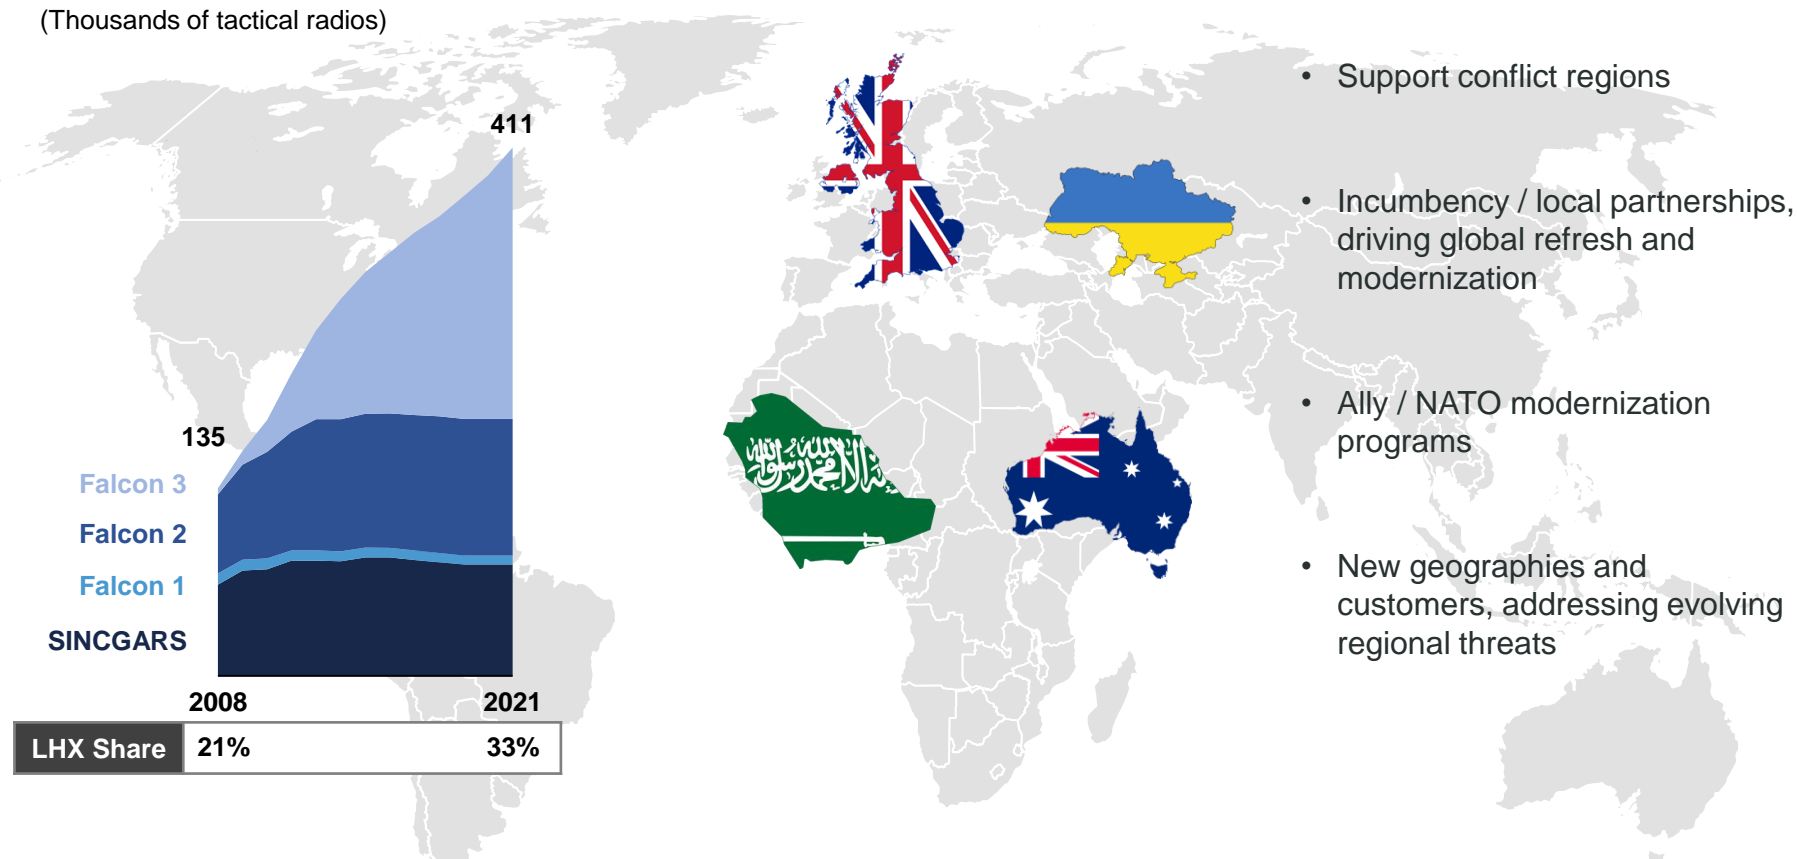 (Thousands of tactical radios)
411
135
Falcon 3
Falcon 2
Falcon 1
SINCGARS
2008 2021
LHX Share 21% 33%
• Support conflict regions
• Incumbency / local partnerships,
driving global refresh and
modernization
• Ally / NATO modernization
programs
• New geographies and
customers, addressing evolving
regional threats